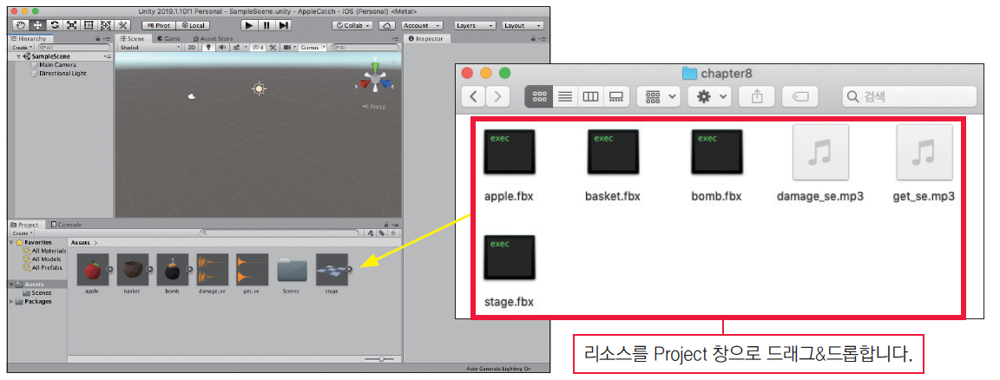 Unity 2019.1.10f1 Personal - SampleScene.unity - AppleCatch - iOS (Personal) <Metal>
Pivot Local Collab Account Layers Layout
Hierarchy Scene Game Asset Store Inspector
Create All Shaded 2D Gizmos All
SampleScene
Main Camera
Directional Light
y
x z
Persp
Project Console
Create
Favorites
All Materials
All Models
All Prefabs
Assets
Scenes
Packages
Assets >
apple basket bomb damage_se get_se Scenes stage
Auto Generate Lighting On
chapter8
검색
exec exec exec
apple.fbx basket.fbx bomb.fbx damage_se.mp3 get_se.mp3
exec
stage.fbx
리소스를 Project 창으로 드래그&드롭합니다.